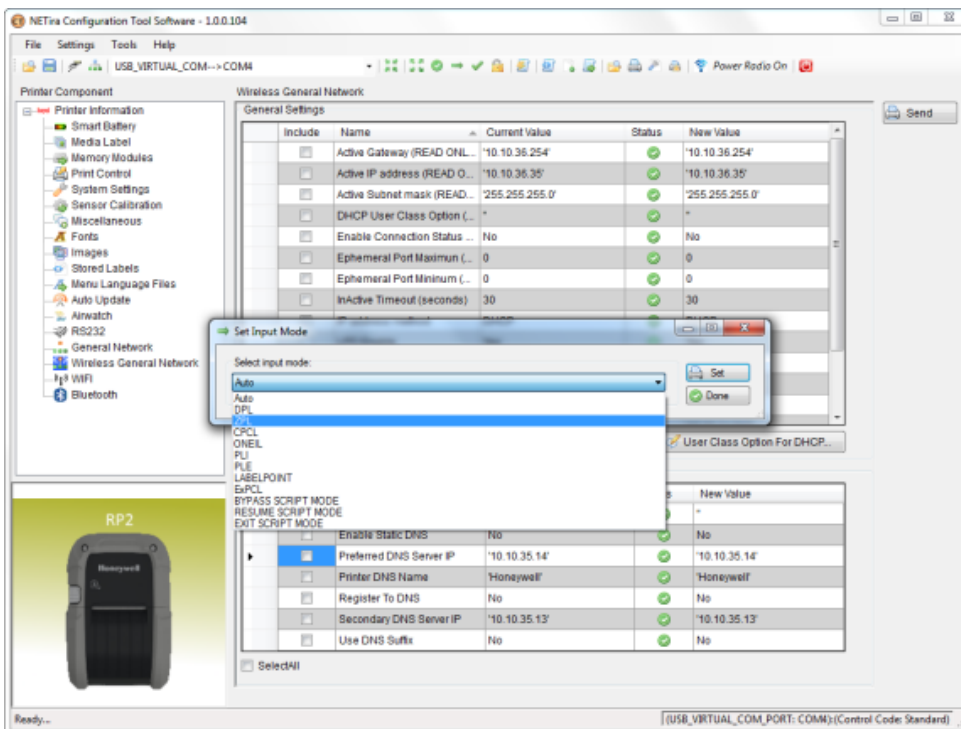 NETira Configuration Tool Software - 1.0.0.104
File Settings Tools Help
USB_VIRTUAL_COM-->COM4
Power Radio On
Printer Component
Wireless General Network
Printer Information
Smart Battery
Media Label
Memory Modules
Print Control
System Settings
Sensor Calibration
Miscellaneous
Fonts
Images
Stored Labels
Menu Language Files
Auto Update
Airwatch
RS232
General Network
Wireless General Network
WIFI
Bluetooth
General Settings
Include Name Current Value Status New Value
Active Gateway (READ ONL... '10.10.36.254' '10.10.36.254'
Active IP address (READ O... '10.10.36.35' '10.10.36.35'
Active Subnet mask (READ... '255.255.255.0' '255.255.255.0'
DHCP User Class Option (... '' ''
Enable Connection Status ... No No
Ephemeral Port Maximun (... 0 0
Ephemeral Port Mininum (... 0 0
InActive Timeout (seconds) 30 30
Send
Set Input Mode
Select input mode:
Auto
Set
Done
Auto
DPL
ZPL
CPCL
ONEIL
PLI
PLE
LABELPOINT
ExPCL
BYPASS SCRIPT MODE
RESUME SCRIPT MODE
EXIT SCRIPT MODE
User Class Option For DHCP...
New Value
''
Enable Static DNS No No
Preferred DNS Server IP '10.10.35.14' '10.10.35.14'
Printer DNS Name 'Honeywell' 'Honeywell'
Register To DNS No No
Secondary DNS Server IP '10.10.35.13' '10.10.35.13'
Use DNS Suffix No No
SelectAll
RP2
Honeywell
Ready...
(USB_VIRTUAL_COM_PORT: COM4):(Control Code: Standard)